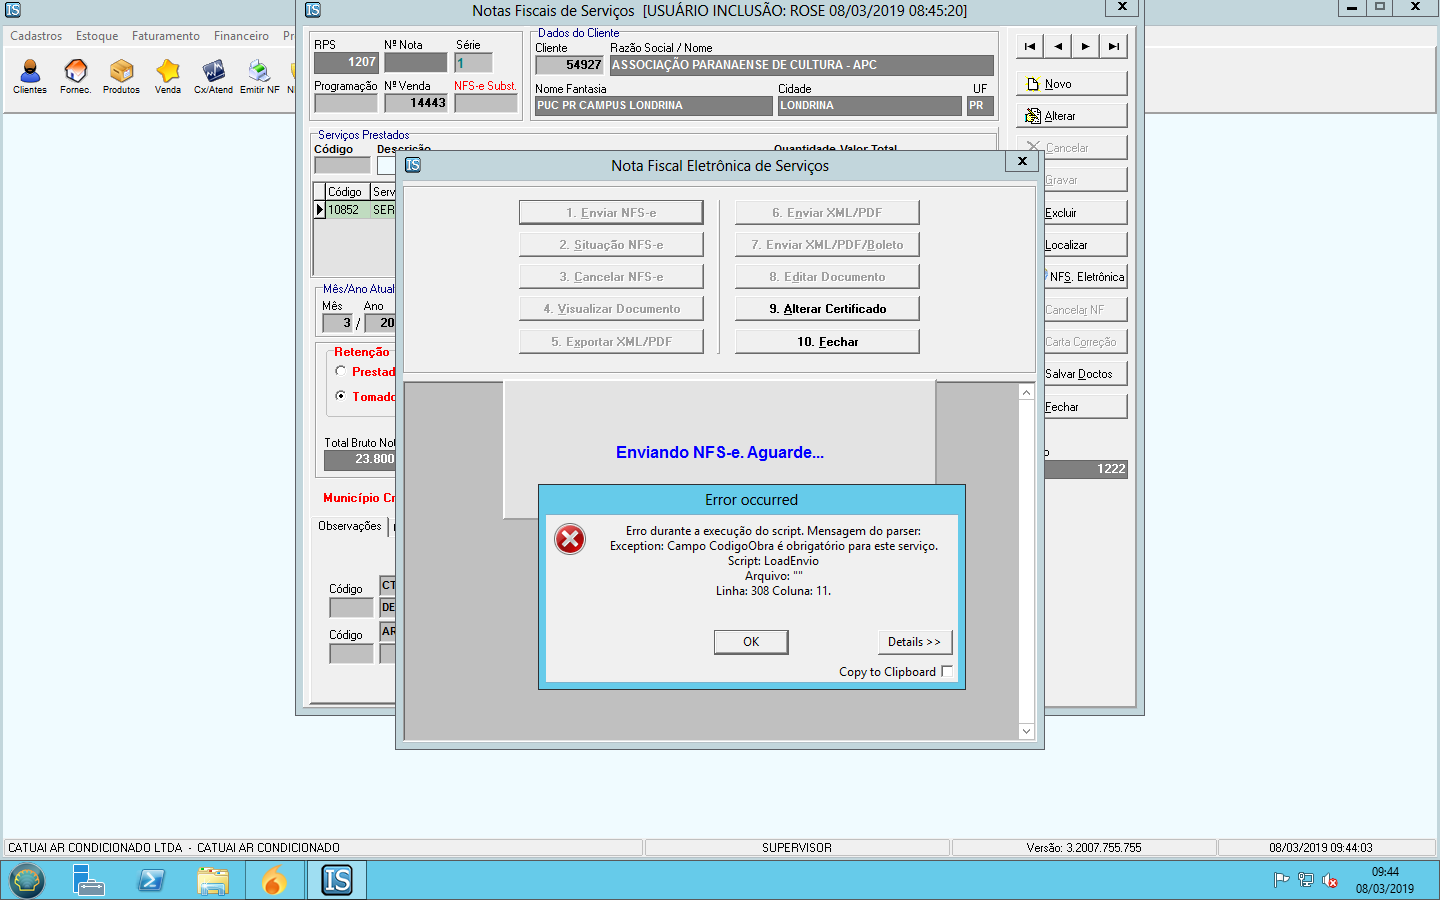 IS
IS
Notas Fiscais de Serviços [USUÁRIO INCLUSÃO: ROSE 08/03/2019 08:45:20]
X
X
Cadastros Estoque Faturamento Financeiro Pr
Clientes Fornec. Produtos Venda Cx/Atend Emitir NF
RPS Nº Nota Série
1207 1
Programação Nº Venda NFS-e Subst.
14443
Dados do Cliente
Cliente Razão Social / Nome
54927 ASSOCIAÇÃO PARANAENSE DE CULTURA - APC
Nome Fantasia Cidade UF
PUC PR CAMPUS LONDRINA LONDRINA PR
Novo
Alterar
Cancelar
Gravar
Excluir
Localizar
NFS. Eletrônica
Cancelar NF
Carta Correção
Salvar Doctos
Fechar
1222
Serviços Prestados
Código Descrição Quantidade Valor Total
Código Serv
10852 SER
Mês/Ano Atual
Mês Ano
3 / 20
Retenção
Prestad
Tomado
Total Bruto Not
23.800
Município Cr
Observações
Código CT
DE
Código AR
IS
Nota Fiscal Eletrônica de Serviços
X
1. Enviar NFS-e
2. Situação NFS-e
3. Cancelar NFS-e
4. Visualizar Documento
5. Exportar XML/PDF
6. Enviar XML/PDF
7. Enviar XML/PDF/Boleto
8. Editar Documento
9. Alterar Certificado
10. Fechar
Enviando NFS-e. Aguarde...
Error occurred
Erro durante a execução do script. Mensagem do parser:
Exception: Campo CodigoObra é obrigatório para este serviço.
Script: LoadEnvio
Arquivo: ""
Linha: 308 Coluna: 11.
OK
Details >>
Copy to Clipboard
CATUAI AR CONDICIONADO LTDA - CATUAI AR CONDICIONADO
SUPERVISOR
Versão: 3.2007.755.755
08/03/2019 09:44:03
IS
09:44
08/03/2019